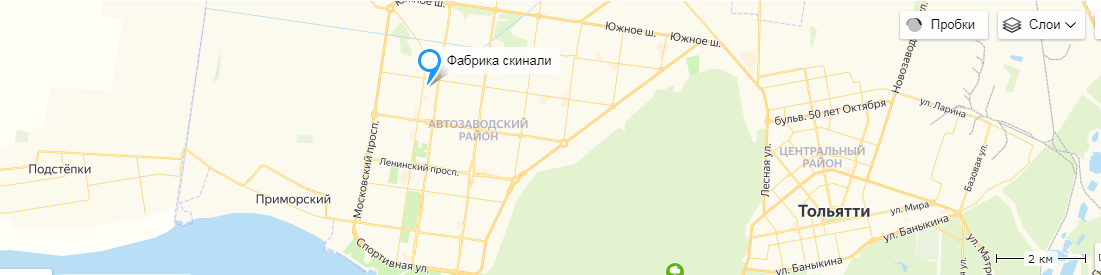 Южное ш.
Южное ш.
Южное ш.
Пробки
Слои
Фабрика скинали
Новозавод
бульв. 50 лет Октября
ул. Ларина
АВТОЗАВОДСКИЙ
РАЙОН
ЦЕНТРАЛЬНЫЙ
РАЙОН
Московский просп.
Ленинский просп.
Лесная ул.
Базовая ул.
Подстёпки
Приморский
Тольятти
ул. Мира
ул. Баныкина
Спортивная ул.
ул. Баныкина
2 км